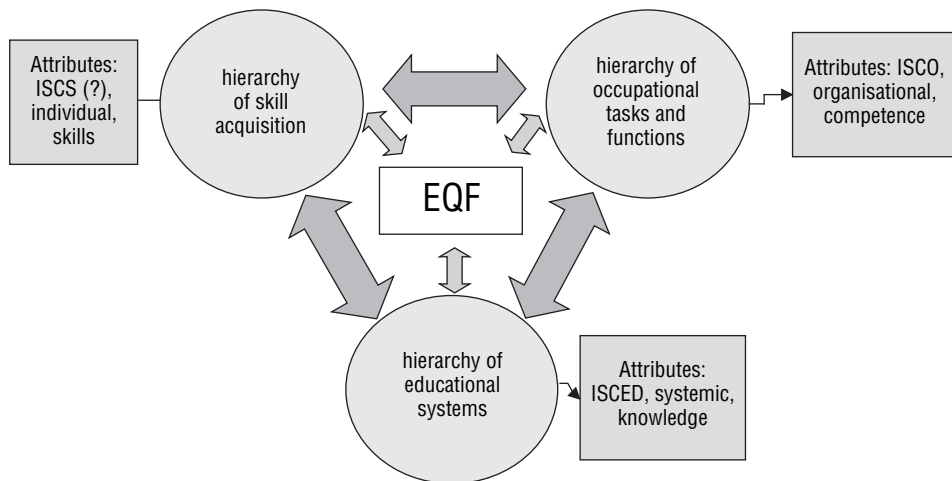 Attributes:
ISCS (?),
individual,
skills
hierarchy
of skill
acquisition
hierarchy of
occupational
tasks and
functions
Attributes: ISCO,
organisational,
competence
EQF
hierarchy of
educational
systems
Attributes:
ISCED, systemic,
knowledge